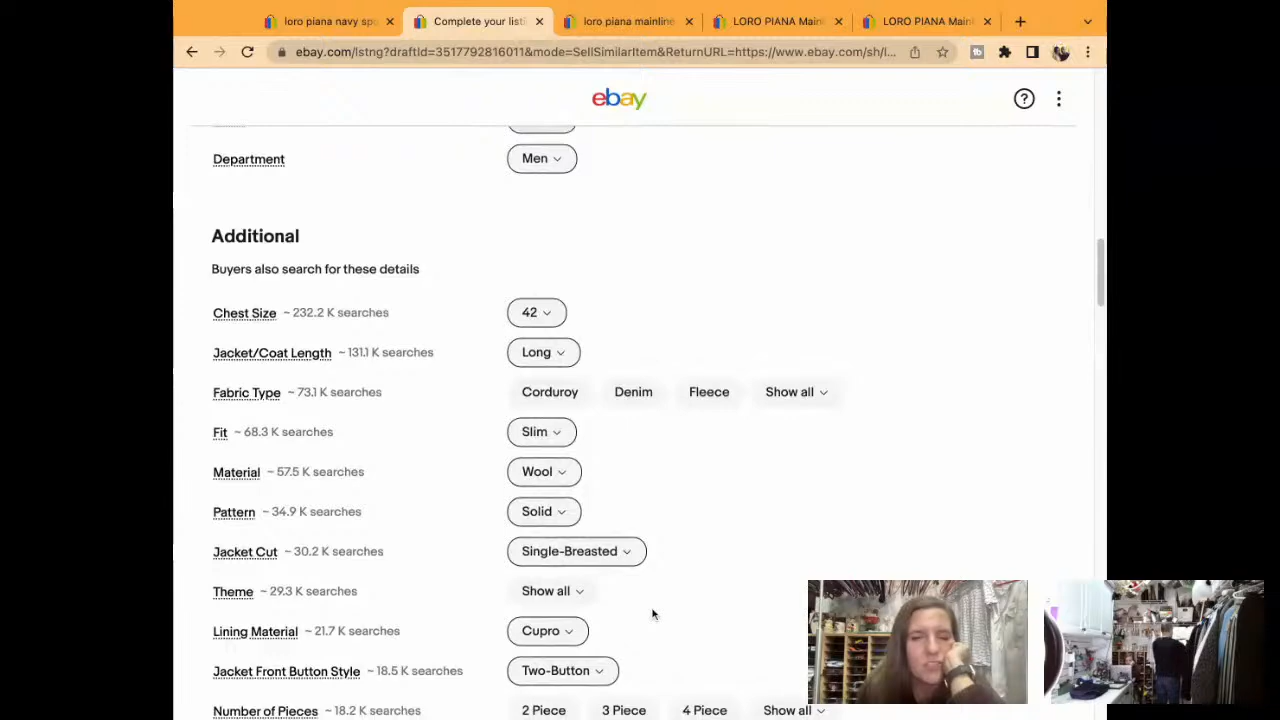 loro piana navy sp
Complete your listi
loro piana mainline
LORO PIANA Main
LORO PIANA Main
ebay.com/lstng?draftId=3517792816011&mode=SellSimilarItem&ReturnURL=https://www.ebay.com/sh/l...
ebay
Department Men
Additional
Buyers also search for these details
Chest Size ~ 232.2 K searches 42
Jacket/Coat Length ~ 131.1 K searches Long
Fabric Type ~ 73.1 K searches Corduroy Denim Fleece Show all
Fit ~ 68.3 K searches Slim
Material ~ 57.5 K searches Wool
Pattern ~ 34.9 K searches Solid
Jacket Cut ~ 30.2 K searches Single-Breasted
Theme ~ 29.3 K searches Show all
Lining Material ~ 21.7 K searches Cupro
Jacket Front Button Style ~ 18.5 K searches Two-Button
Number of Pieces ~ 18.2 K searches 2 Piece 3 Piece 4 Piece Show all